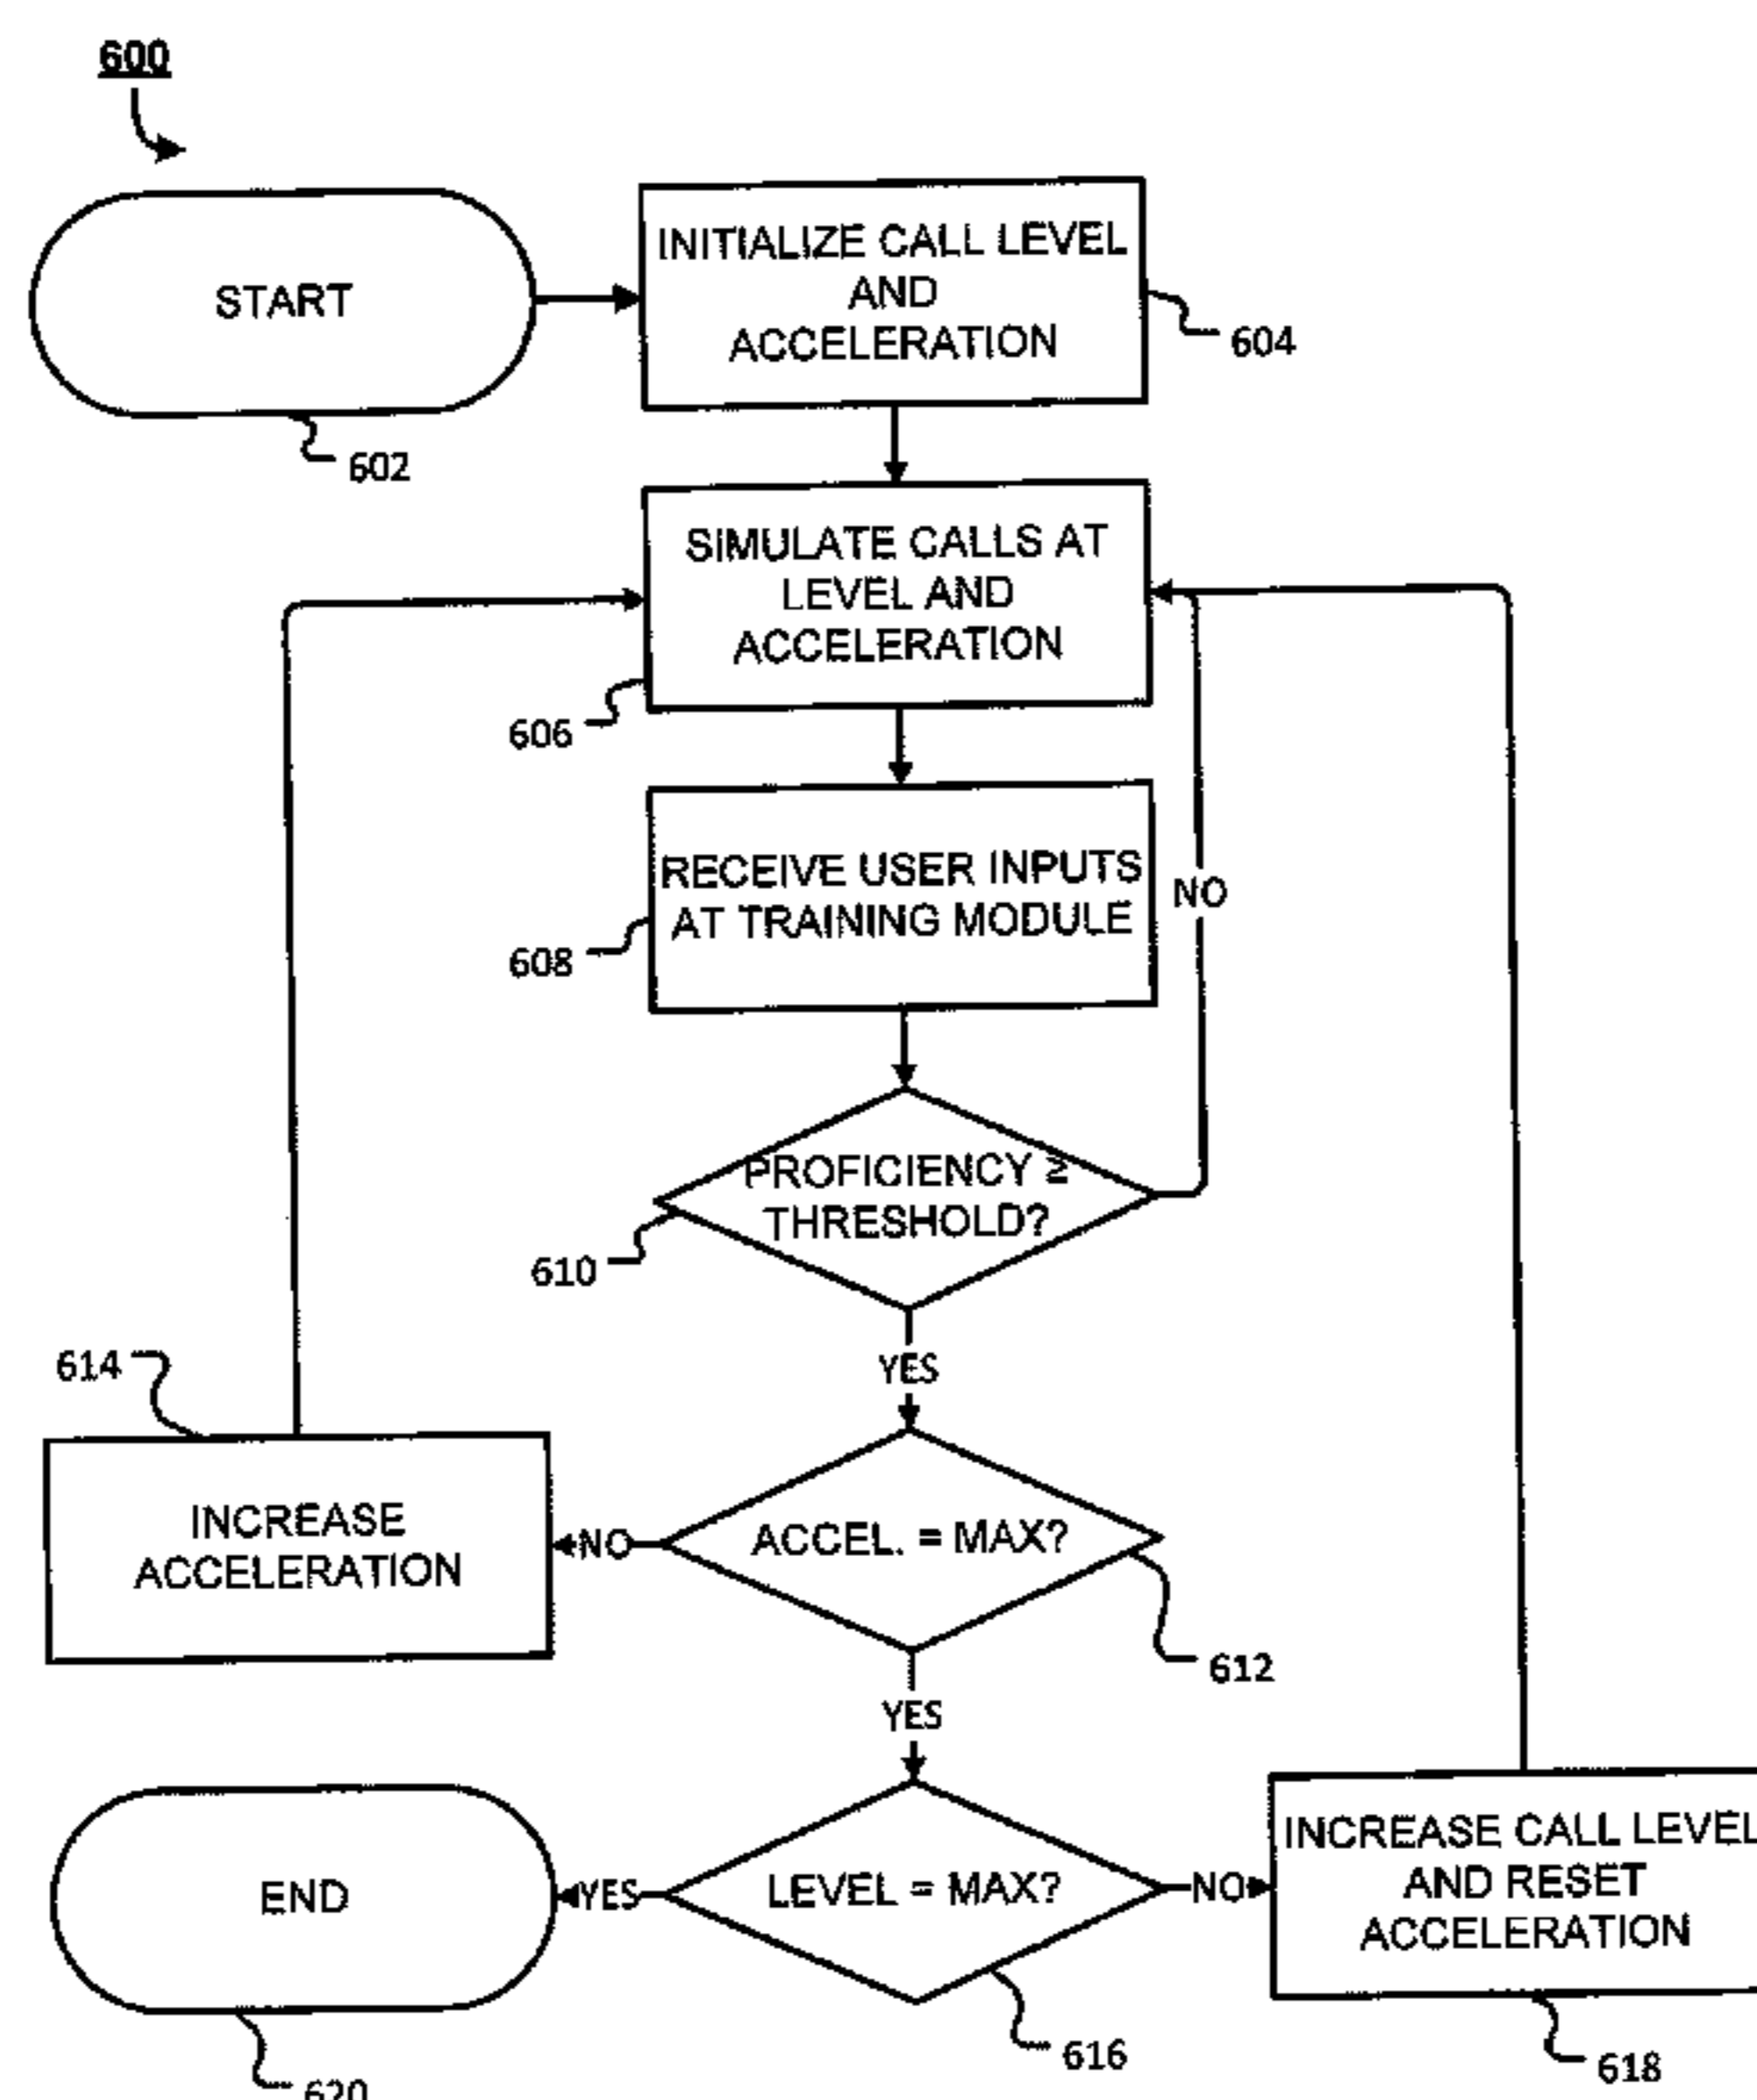 600
START
602
INITIALIZE CALL LEVEL
AND
ACCELERATION
604
SIMULATE CALLS AT
LEVEL AND
ACCELERATION
606
RECEIVE USER INPUTS
AT TRAINING MODULE
608
NO
PROFICIENCY ≥
THRESHOLD?
610
YES
614
INCREASE
ACCELERATION
NO
ACCEL. = MAX?
612
YES
END
620
YES
LEVEL = MAX?
616
NO
INCREASE CALL LEVEL
AND RESET
ACCELERATION
618